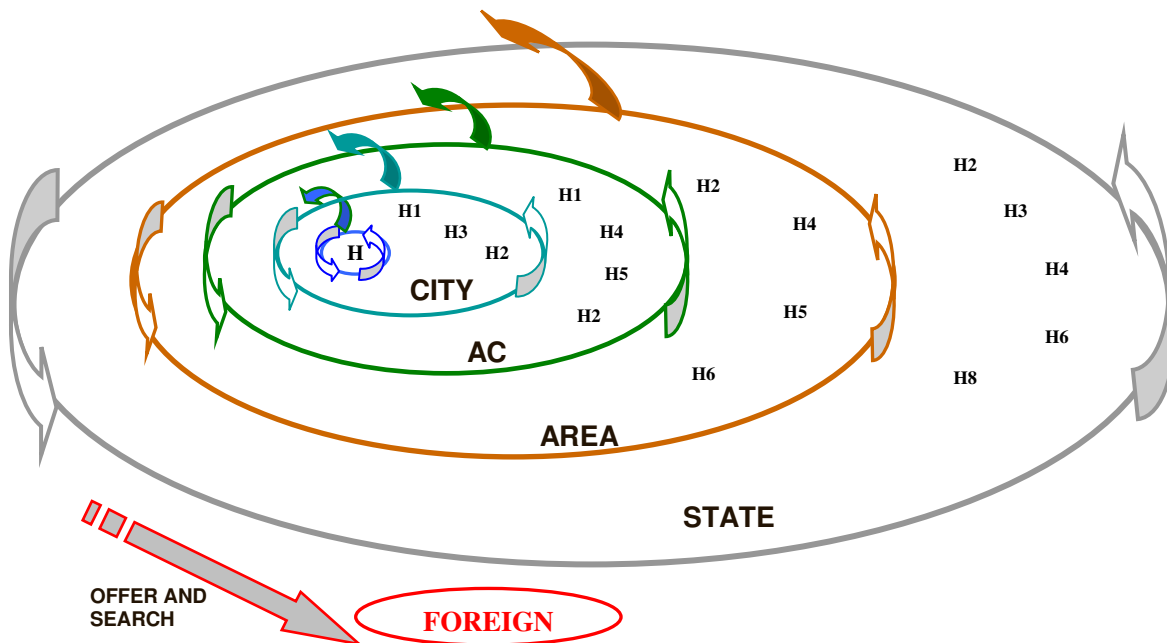 H2
H2
H1
H1
H3
H4
H4
H3
H
H2
H5
H4
CITY
H2
H5
H6
AC
H6
H8
AREA
STATE
OFFER AND
SEARCH
FOREIGN